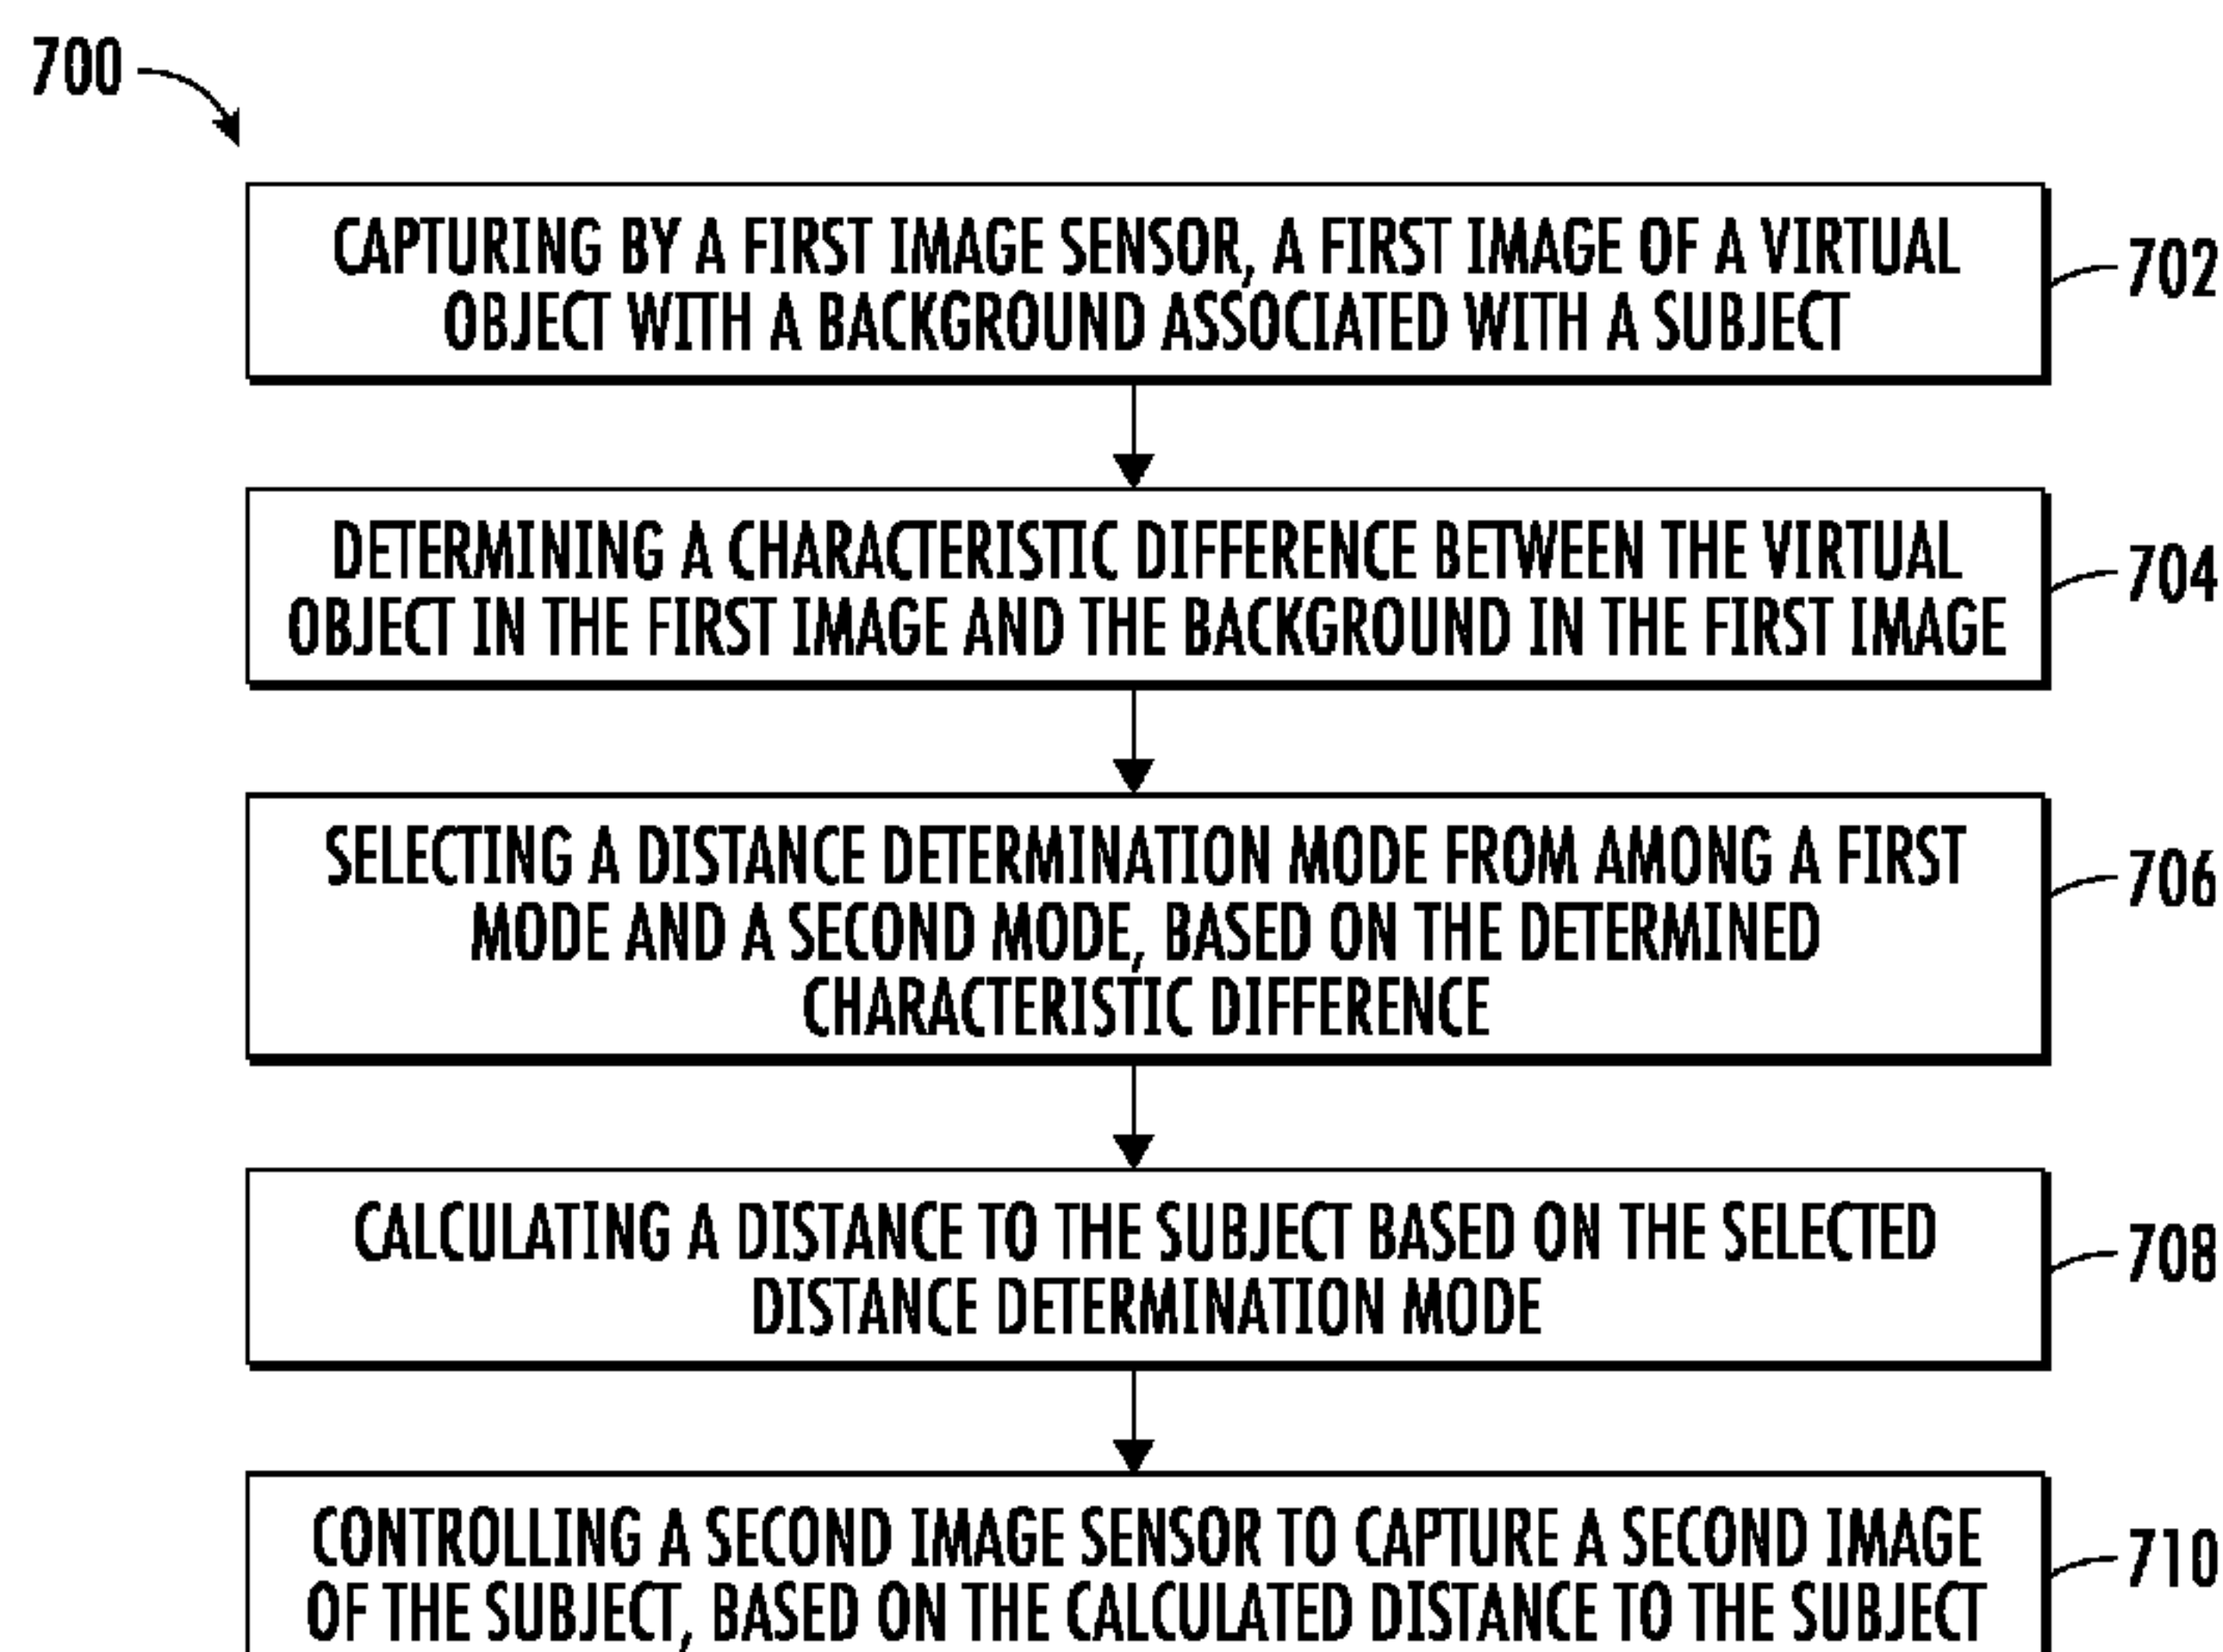 700
CAPTURING BY A FIRST IMAGE SENSOR, A FIRST IMAGE OF A VIRTUAL
OBJECT WITH A BACKGROUND ASSOCIATED WITH A SUBJECT
702
DETERMINING A CHARACTERISTIC DIFFERENCE BETWEEN THE VIRTUAL
OBJECT IN THE FIRST IMAGE AND THE BACKGROUND IN THE FIRST IMAGE
704
SELECTING A DISTANCE DETERMINATION MODE FROM AMONG A FIRST
MODE AND A SECOND MODE, BASED ON THE DETERMINED
CHARACTERISTIC DIFFERENCE
706
CALCULATING A DISTANCE TO THE SUBJECT BASED ON THE SELECTED
DISTANCE DETERMINATION MODE
708
CONTROLLING A SECOND IMAGE SENSOR TO CAPTURE A SECOND IMAGE
OF THE SUBJECT, BASED ON THE CALCULATED DISTANCE TO THE SUBJECT
710